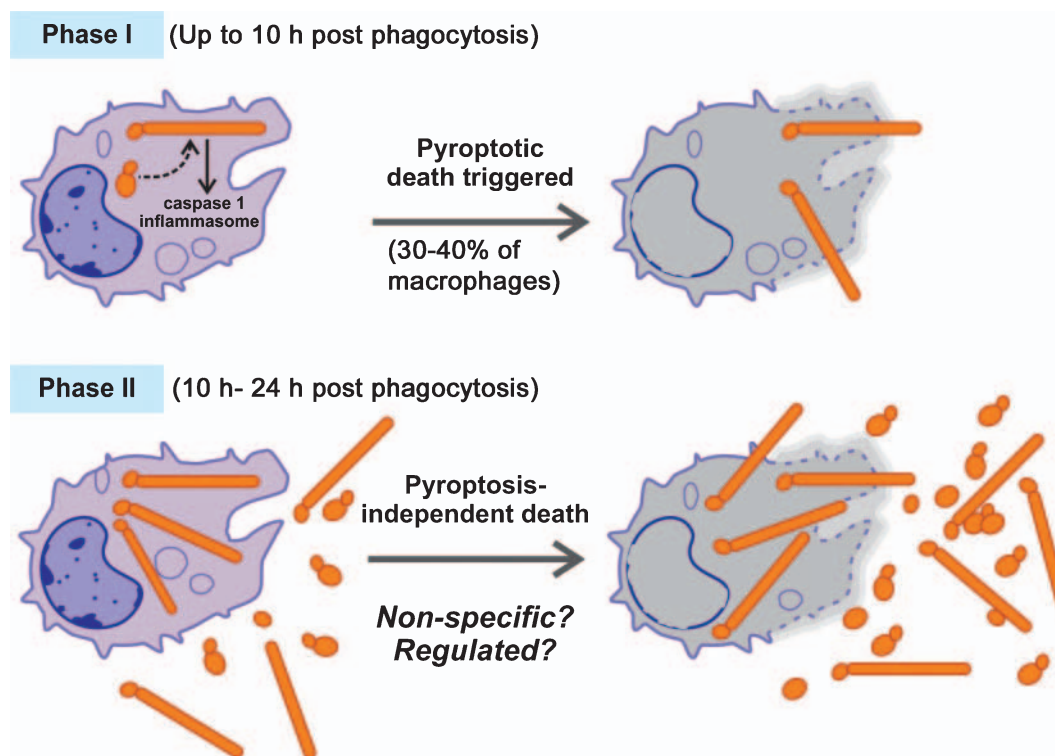 Phase I (Up to 10 h post phagocytosis)
caspase 1
inflammasome
Pyroptotic
death triggered
(30-40% of
macrophages)
Phase II (10 h- 24 h post phagocytosis)
Pyroptosis-
independent death
Non-specific?
Regulated?